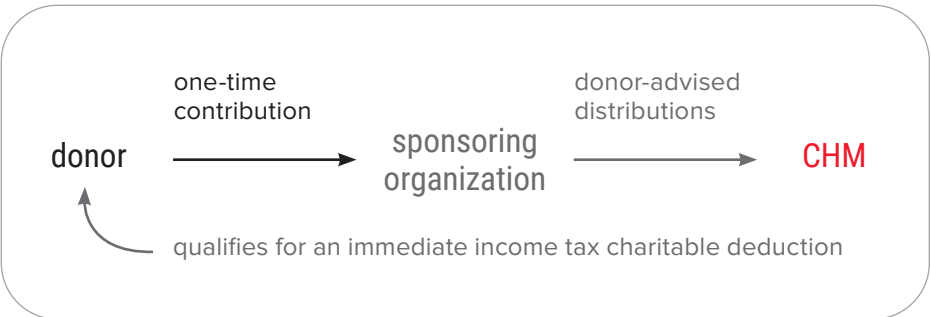 one-time
contribution
donor-advised
distributions
donor
sponsoring
organization
CHM
qualifies for an immediate income tax charitable deduction